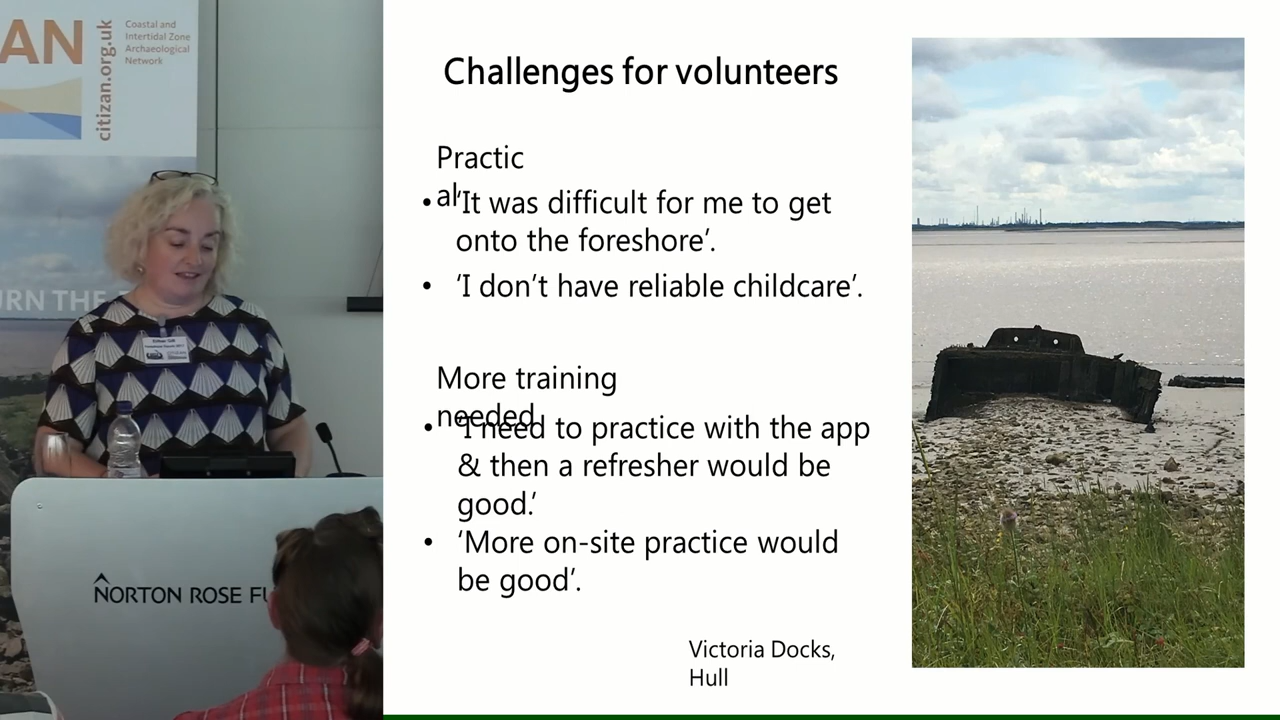 AN
citizan.org.uk
Coastal and
Intertidal Zone
Archaeological
Network
URN THE
NORTON ROSE FU
Challenges for volunteers
Practic
al
• ‘It was difficult for me to get
onto the foreshore’.
• ‘I don’t have reliable childcare’.
More training
needed
• ‘I need to practice with the app
& then a refresher would be
good.’
• ‘More on-site practice would
be good’.
Victoria Docks,
Hull